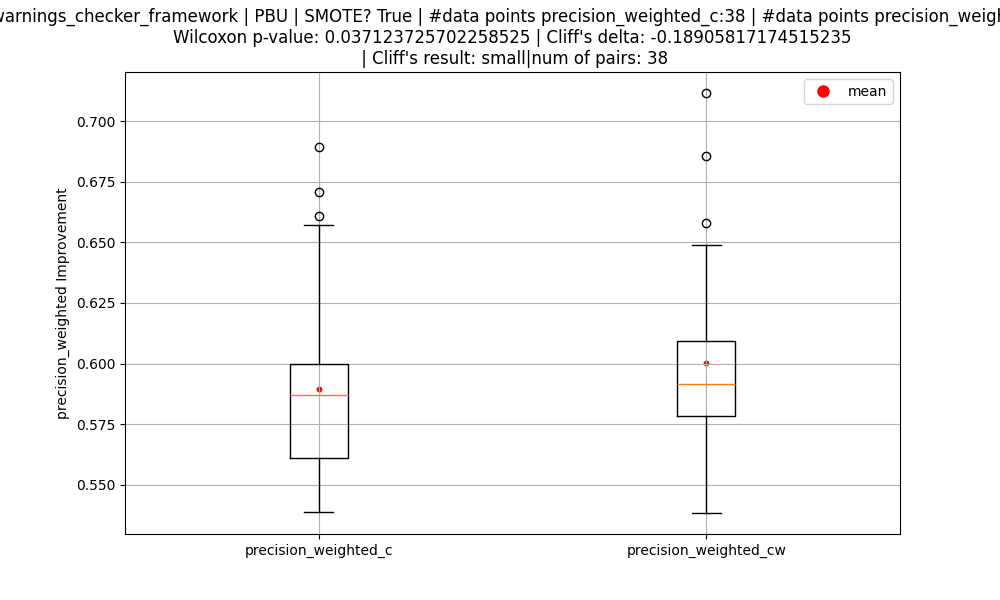 warnings_checker_framework | PBU | SMOTE? True | #data points precision_weighted_c:38 | #data points
Wilcoxon p-value: 0.037123725702258525 | Cliff's delta: -0.18905817174515235
| Cliff's result: small|num of pairs: 38
mean
0.700
0.675
0.650
0.625
0.600
0.575
0.550
precision_weighted Improvement
precision_weighted_c
precision_weighted_cw